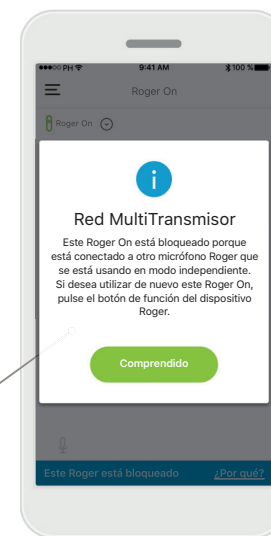 PH 9:41 AM 100 %
Roger On
Roger On
i
Red MultiTransmisor
Este Roger On está bloqueado porque
está conectado a otro micrófono Roger que
se está usando en modo independiente.
Si desea utilizar de nuevo este Roger On,
pulse el botón de función del dispositivo
Roger.
Comprendido
Este Roger está bloqueado ¿Por qué?